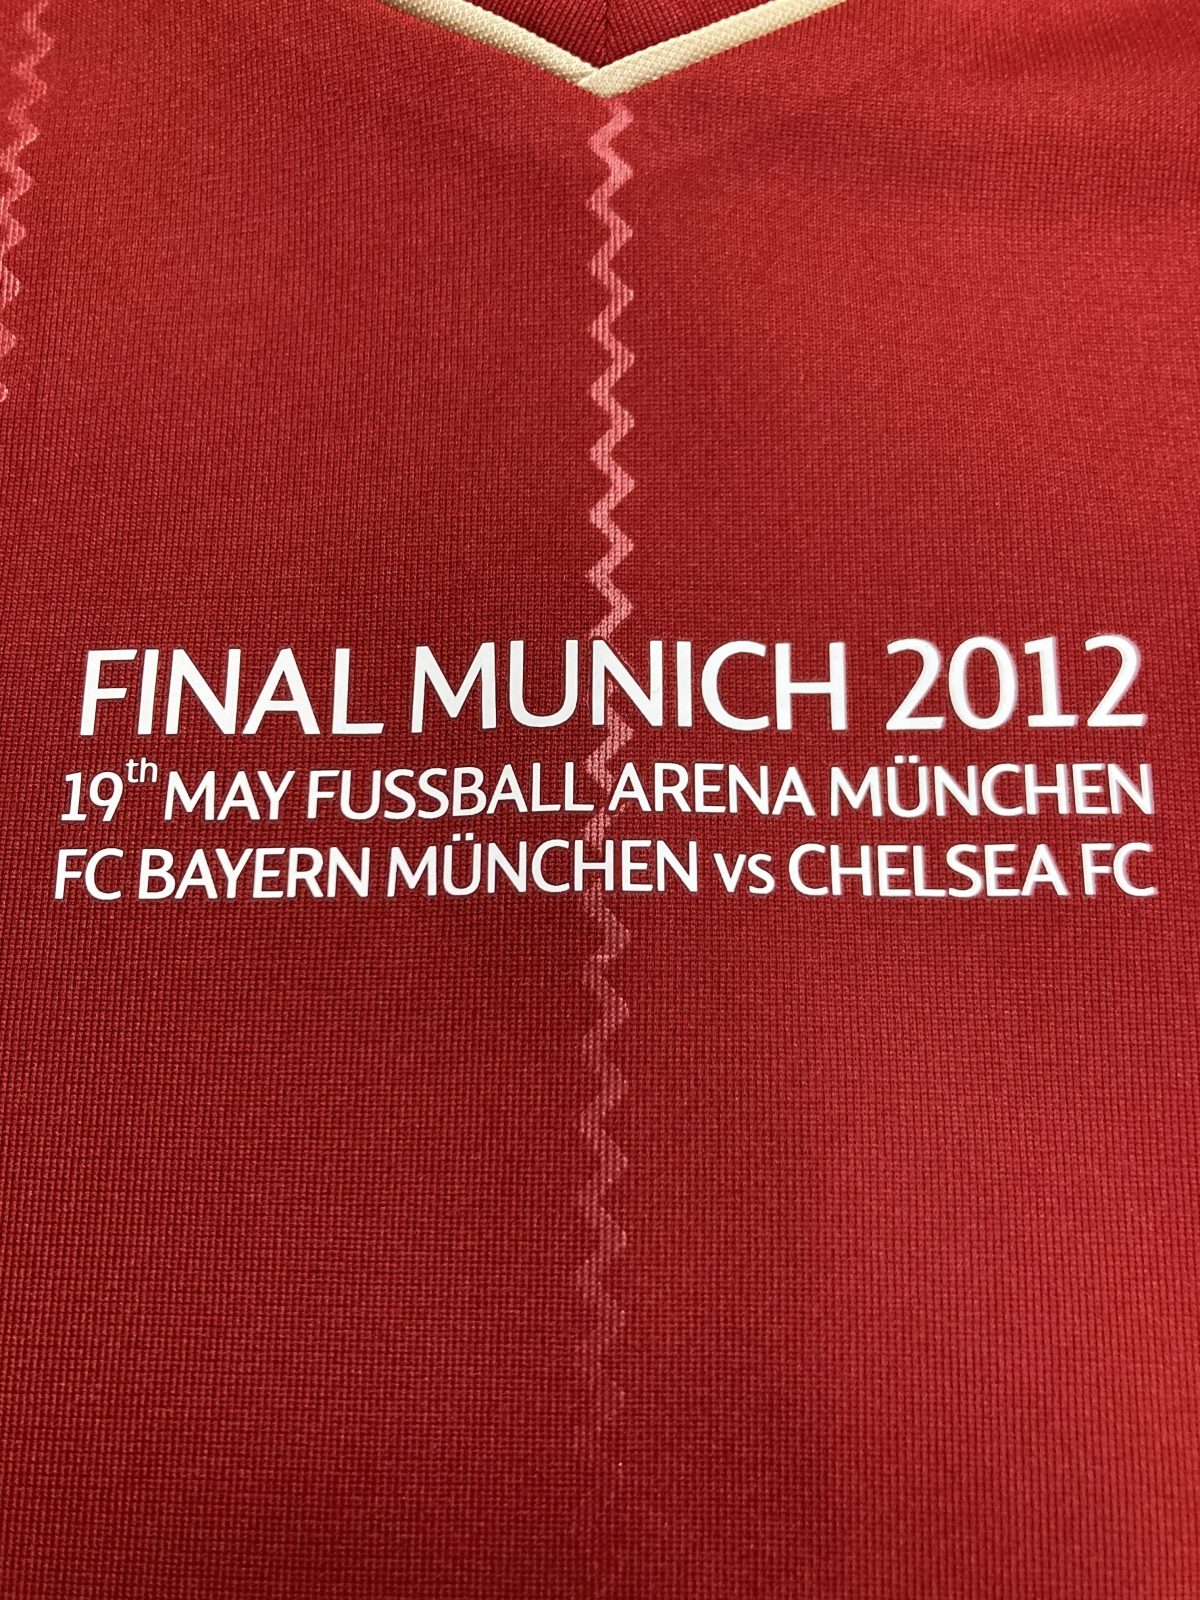 FINAL MUNICH 2012
19th MAY FUSSBALL ARENA MÜNCHEN
FC BAYERN MÜNCHEN VS CHELSEA FC